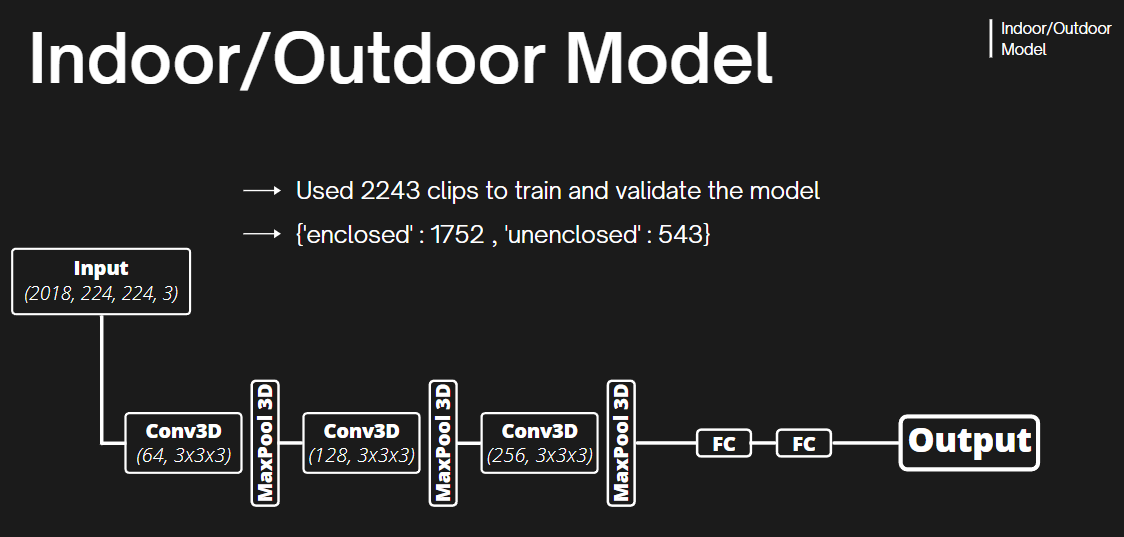 Indoor/Outdoor Model
Indoor/Outdoor
Model
Used 2243 clips to train and validate the model
{'enclosed' : 1752 , 'unenclosed' : 543}
Input
(2018, 224, 224, 3)
Conv3D
(64, 3x3x3)
MaxPool 3D
Conv3D
(128, 3x3x3)
MaxPool 3D
Conv3D
(256, 3x3x3)
MaxPool 3D
FC
FC
Output